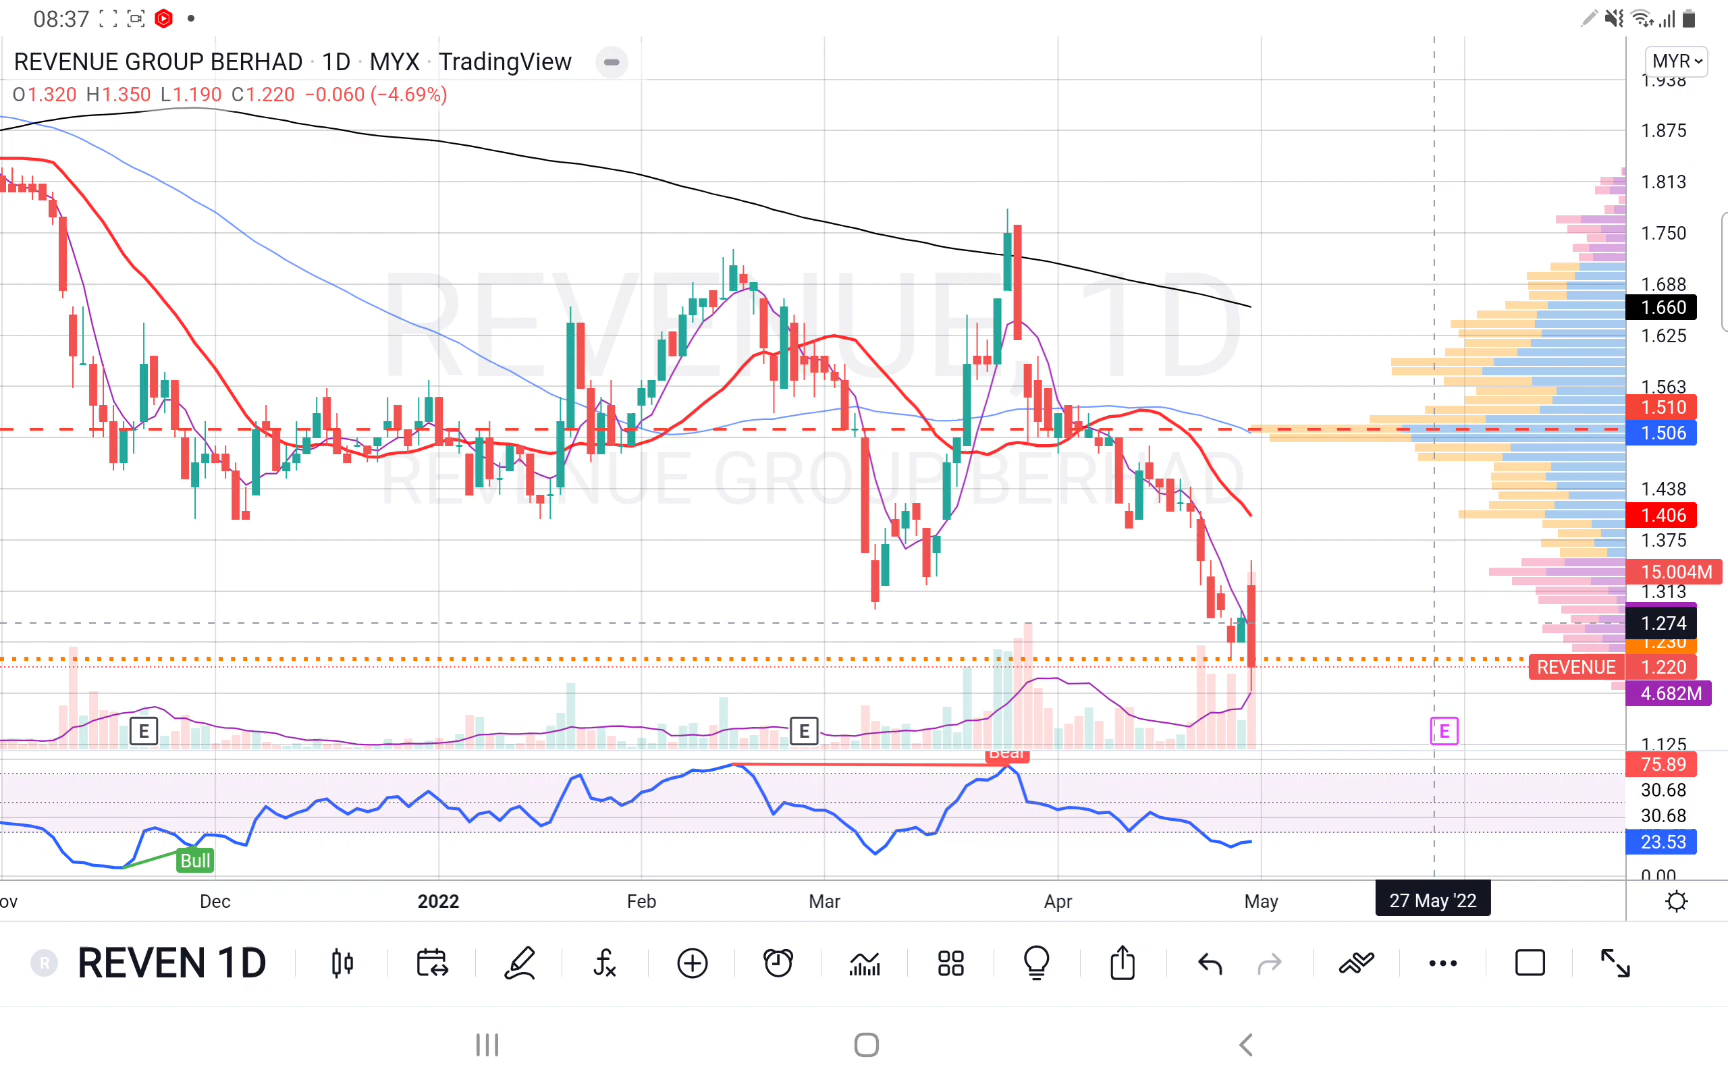 08:37
REVENUE GROUP BERHAD · 1D · MYX · TradingView
O1.320 H1.350 L1.190 C1.220 −0.060 (−4.69%)
MYR
1.938
1.875
1.813
1.750
1.688
1.660
1.625
1.563
1.510
1.506
1.438
1.406
1.375
15.004M
1.313
1.274
1.230
REVENUE 1.220
4.682M
1.125
REVENUE, 1D
REVENUE GROUP BERHAD
E
E
E
Bear
Bull
75.89
30.68
30.68
23.53
0.00
ov Dec 2022 Feb Mar Apr May 27 May '22
R REVEN 1D